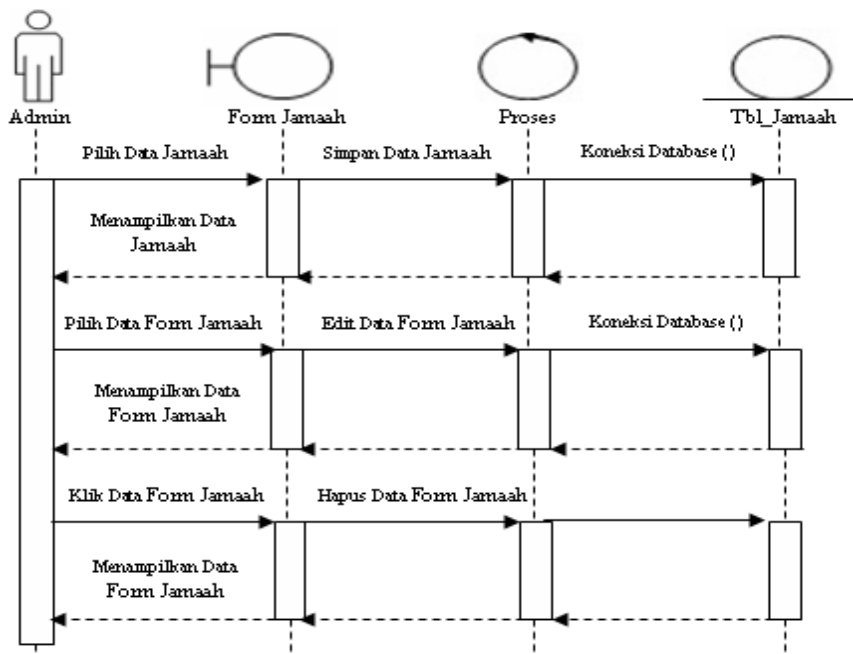 Admin
Form Jamaah
Proses
Tbl_Jamaah
Pilih Data Jamaah
Simpan Data Jamaah
Koneksi Database ()
Menampilkan Data
Jamaah
Pilih Data Form Jamaah
Edit Data Form Jamaah
Koneksi Database ()
Menampilkan Data
Form Jamaah
Klik Data Form Jamaah
Hapus Data Form Jamaah
Menampilkan Data
Form Jamaah